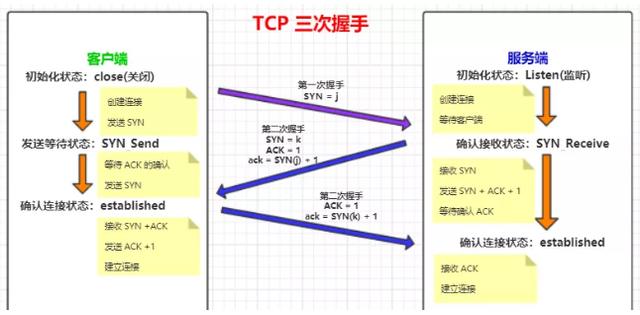 TCP 三次握手
客户端
初始化状态：close(关闭)
创建连接
发送 SYN
发送等待状态：SYN_Send
等待 ACK 的确认
发送 SYN
确认连接状态：established
接收 SYN +ACK
发送 ACK +1
建立连接
第一次握手
SYN = j
第二次握手
SYN = k
ACK = 1
ack = SYN(j) + 1
第二次握手
ACK = 1
ack = SYN(k) + 1
服务端
初始化状态：Listen(监听)
创建连接
等待客户端
确认接收状态：SYN_Receive
接收 SYN
发送 SYN + ACK + 1
等待确认 ACK
确认连接状态：established
接收 ACK
建立连接